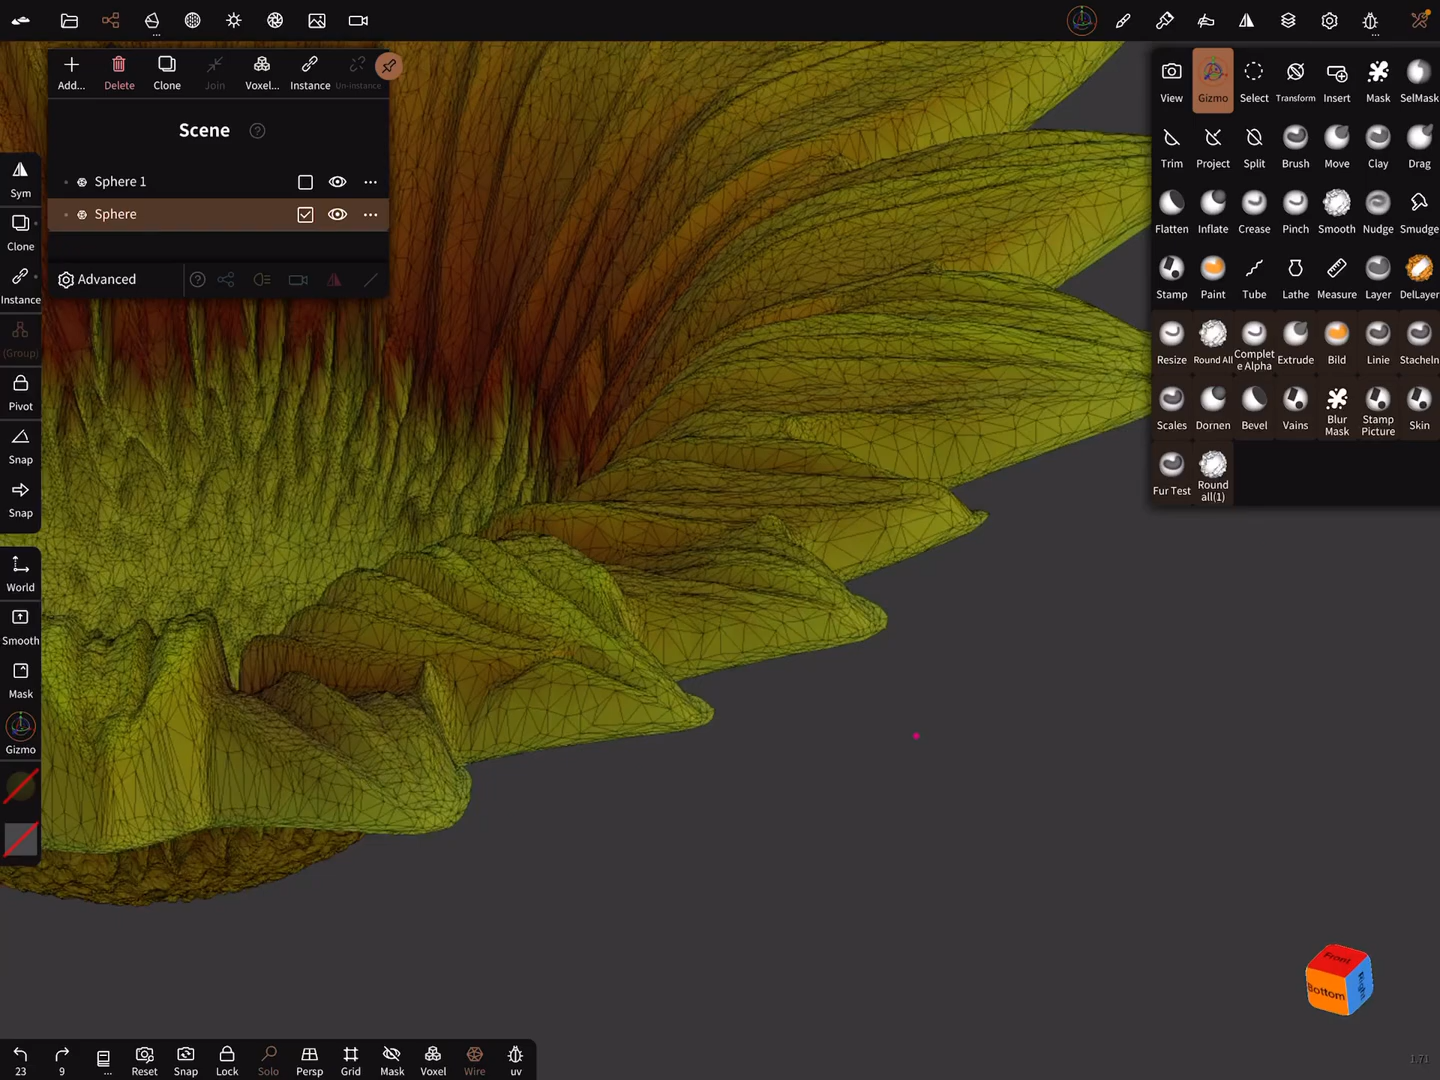 Add...
Delete
Clone
Join
Voxel...
Instance
Un-instance
Scene
?
Sphere 1
Sphere
Advanced
?
Sym
Clone
Instance
(Group)
Pivot
Snap
Snap
World
Smooth
Mask
Gizmo
View Gizmo Select Transform Insert Mask SelMask
Trim Project Split Brush Move Clay Drag
Flatten Inflate Crease Pinch Smooth Nudge Smudge
Stamp Paint Tube Lathe Measure Layer DelLayer
Resize Round All Complet
e Alpha Extrude Bild Linie Stacheln
Scales Dornen Bevel Vains Blur
Mask Stamp
Picture Skin
Fur Test Round
all(1)
Front
Bottom
Right
23 9 ... Reset Snap Lock Solo Persp Grid Mask Voxel Wire uv
1.71